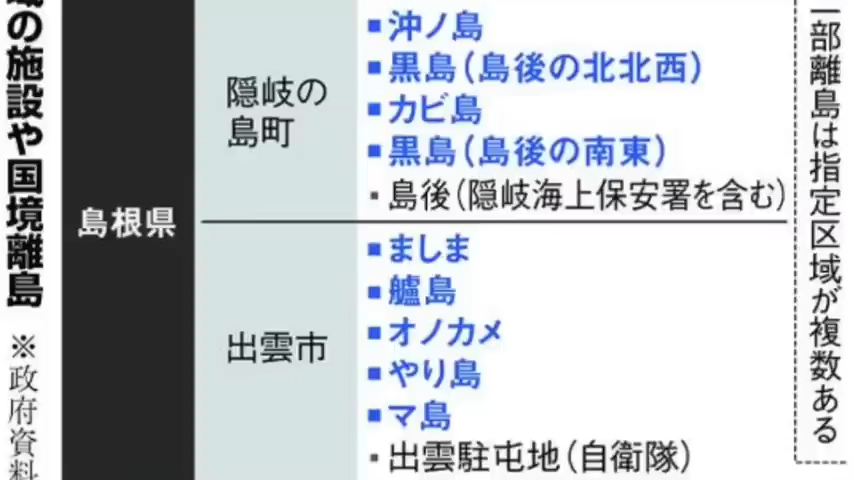 島根県
隠岐の
島町
■沖ノ島
■黒島(島後の北北西)
■カビ島
■黒島(島後の南東)
▪島後(隠岐海上保安署を含む)
出雲市
■ましま
■艫島
■オノカメ
■やり島
■マ島
▪出雲駐屯地(自衛隊)
一部離島は指定区域が複数ある
域の施設や国境離島
※政府資料